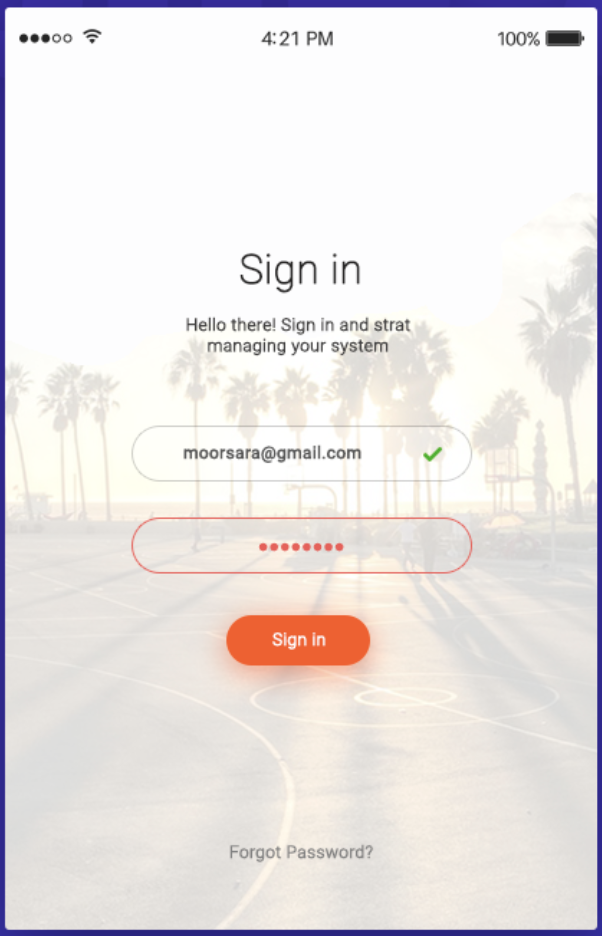 4:21 PM
100%
Sign in
Hello there! Sign in and strat
managing your system
moorsara@gmail.com
Sign in
Forgot Password?